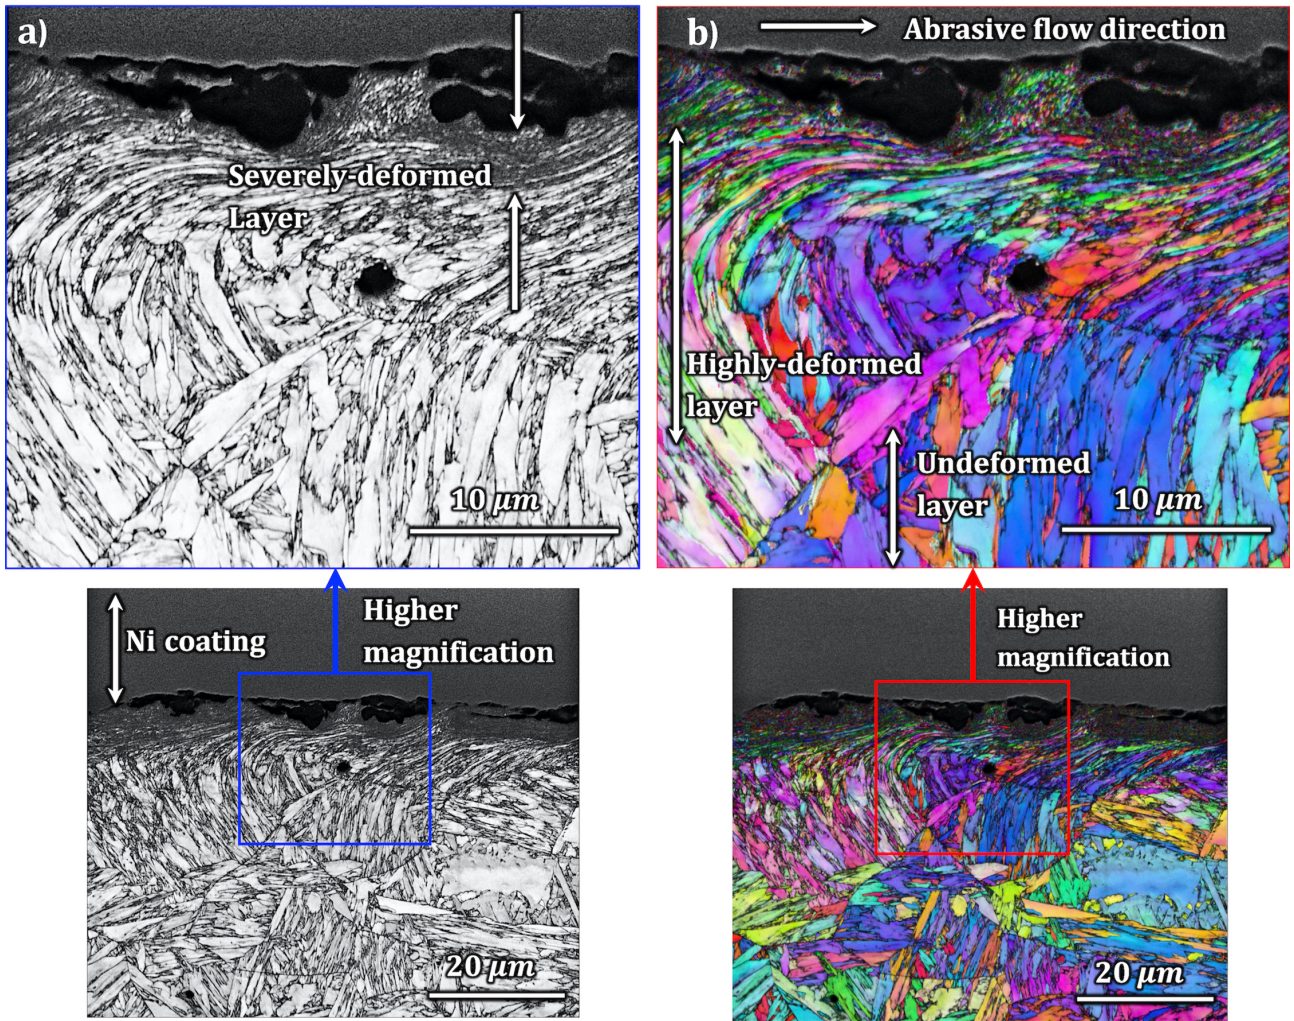 a)
Severely-deformed
Layer
10 μm
b)
Abrasive flow direction
Highly-deformed
layer
Undeformed
layer
10 μm
Ni coating
Higher
magnification
20 μm
Higher
magnification
20 μm